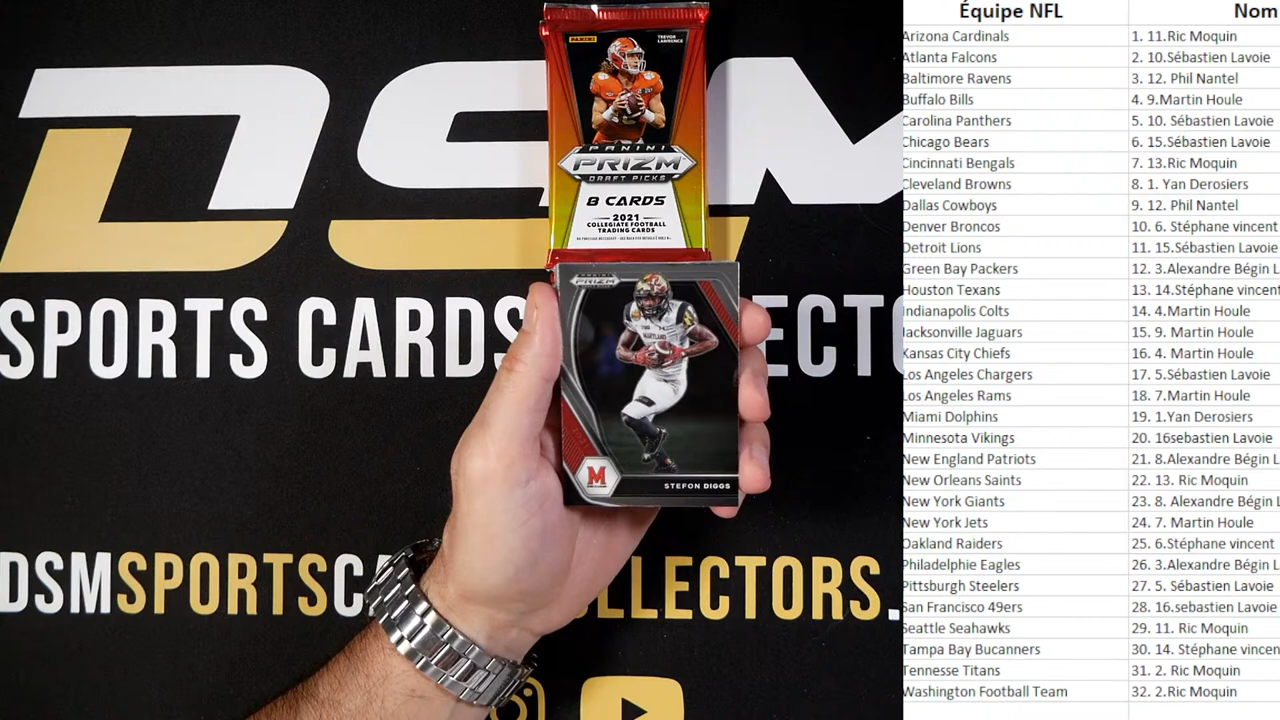 PANINI
TREVOR
LAWRENCE
PANINI
PRIZM
DRAFT PICKS
8 CARDS
2021
COLLEGIATE FOOTBALL
TRADING CARDS
DSM
SPORTS CARDS
ECTO
PANINI
PRIZM
MARYLAND
M
STEFON DIGGS
DSMSPORTSCA
OLLECTORS.
Équipe NFL Nom
Arizona Cardinals 1. 11.Ric Moquin
Atlanta Falcons 2. 10.Sébastien Lavoie
Baltimore Ravens 3. 12. Phil Nantel
Buffalo Bills 4. 9.Martin Houle
Carolina Panthers 5. 10. Sébastien Lavoie
Chicago Bears 6. 15.Sébastien Lavoie
Cincinnati Bengals 7. 13.Ric Moquin
Cleveland Browns 8. 1. Yan Derosiers
Dallas Cowboys 9. 12. Phil Nantel
Denver Broncos 10. 6. Stéphane vincent
Detroit Lions 11. 15.Sébastien Lavoie
Green Bay Packers 12. 3.Alexandre Bégin L
Houston Texans 13. 14.Stéphane vincent
Indianapolis Colts 14. 4.Martin Houle
Jacksonville Jaguars 15. 9. Martin Houle
Kansas City Chiefs 16. 4. Martin Houle
Los Angeles Chargers 17. 5.Sébastien Lavoie
Los Angeles Rams 18. 7.Martin Houle
Miami Dolphins 19. 1.Yan Derosiers
Minnesota Vikings 20. 16sebastien Lavoie
New England Patriots 21. 8.Alexandre Bégin L
New Orleans Saints 22. 13. Ric Moquin
New York Giants 23. 8. Alexandre Bégin L
New York Jets 24. 7. Martin Houle
Oakland Raiders 25. 6.Stéphane vincent
Philadelphie Eagles 26. 3.Alexandre Bégin L
Pittsburgh Steelers 27. 5. Sébastien Lavoie
San Francisco 49ers 28. 16.sebastien Lavoie
Seattle Seahawks 29. 11. Ric Moquin
Tampa Bay Bucanners 30. 14. Stéphane vincen
Tennesse Titans 31. 2. Ric Moquin
Washington Football Team 32. 2.Ric Moquin